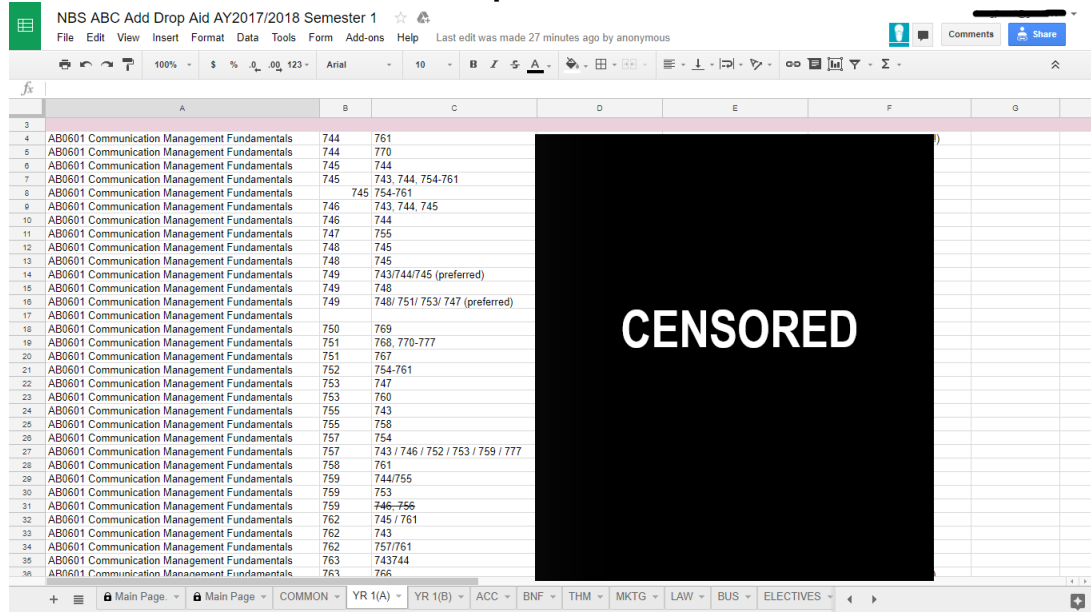 NBS ABC Add Drop Aid AY2017/2018 Semester 1
File Edit View Insert Format Data Tools Form Add-ons Help Last edit was made 27 minutes ago by anonymous
Comments Share
100% $ % .0 .00 123 Arial 10 B I S A Σ
fx
A B C D E F G
3
4 AB0601 Communication Management Fundamentals 744 761
5 AB0601 Communication Management Fundamentals 744 770
6 AB0601 Communication Management Fundamentals 745 744
7 AB0601 Communication Management Fundamentals 745 743, 744, 754-761
8 AB0601 Communication Management Fundamentals 745 754-761
9 AB0601 Communication Management Fundamentals 746 743, 744, 745
10 AB0601 Communication Management Fundamentals 746 744
11 AB0601 Communication Management Fundamentals 747 755
12 AB0601 Communication Management Fundamentals 748 745
13 AB0601 Communication Management Fundamentals 748 745
14 AB0601 Communication Management Fundamentals 749 743/744/745 (preferred)
15 AB0601 Communication Management Fundamentals 749 748
16 AB0601 Communication Management Fundamentals 749 748/ 751/ 753/ 747 (preferred)
17 AB0601 Communication Management Fundamentals
18 AB0601 Communication Management Fundamentals 750 769
19 AB0601 Communication Management Fundamentals 751 768, 770-777
20 AB0601 Communication Management Fundamentals 751 767
21 AB0601 Communication Management Fundamentals 752 754-761
22 AB0601 Communication Management Fundamentals 753 747
23 AB0601 Communication Management Fundamentals 753 760
24 AB0601 Communication Management Fundamentals 755 743
25 AB0601 Communication Management Fundamentals 755 758
26 AB0601 Communication Management Fundamentals 757 754
27 AB0601 Communication Management Fundamentals 757 743 / 746 / 752 / 753 / 759 / 777
28 AB0601 Communication Management Fundamentals 758 761
29 AB0601 Communication Management Fundamentals 759 744/755
30 AB0601 Communication Management Fundamentals 759 753
31 AB0601 Communication Management Fundamentals 759 746, 756
32 AB0601 Communication Management Fundamentals 762 745 / 761
33 AB0601 Communication Management Fundamentals 762 743
34 AB0601 Communication Management Fundamentals 762 757/761
35 AB0601 Communication Management Fundamentals 763 743744
36 AB0601 Communication Management Fundamentals 763 766
CENSORED
Main Page. Main Page COMMON YR 1(A) YR 1(B) ACC BNF THM MKTG LAW BUS ELECTIVES